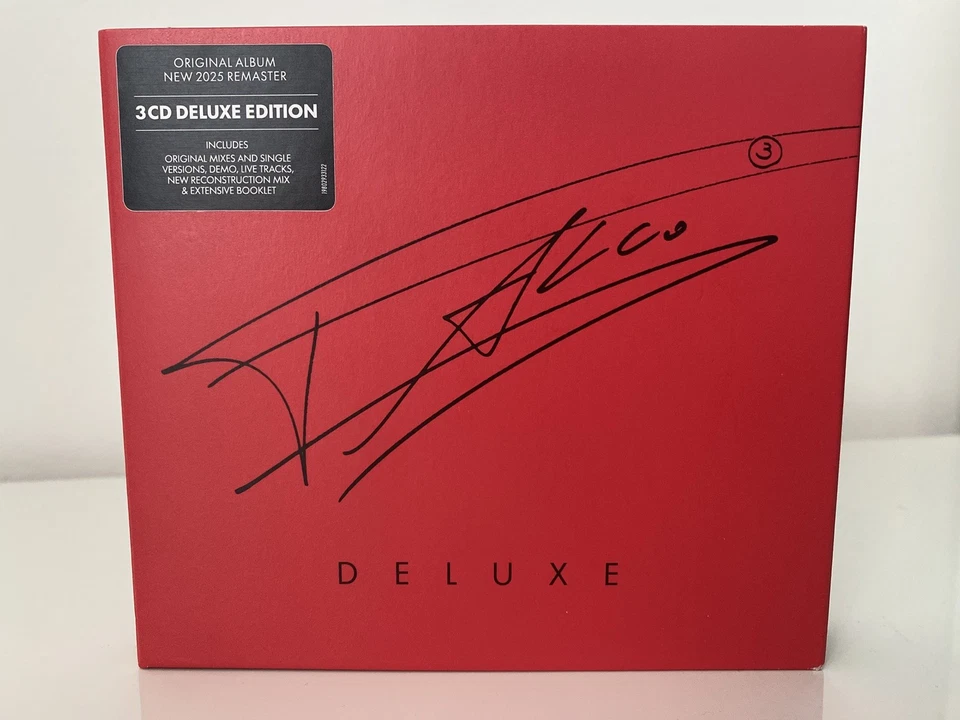 ORIGINAL ALBUM
NEW 2025 REMASTER
3CD DELUXE EDITION
INCLUDES
ORIGINAL MIXES AND SINGLE
VERSIONS, DEMO, LIVE TRACKS,
NEW RECONSTRUCTION MIX
& EXTENSIVE BOOKLET
19802933122
3
FALCO
DELUXE